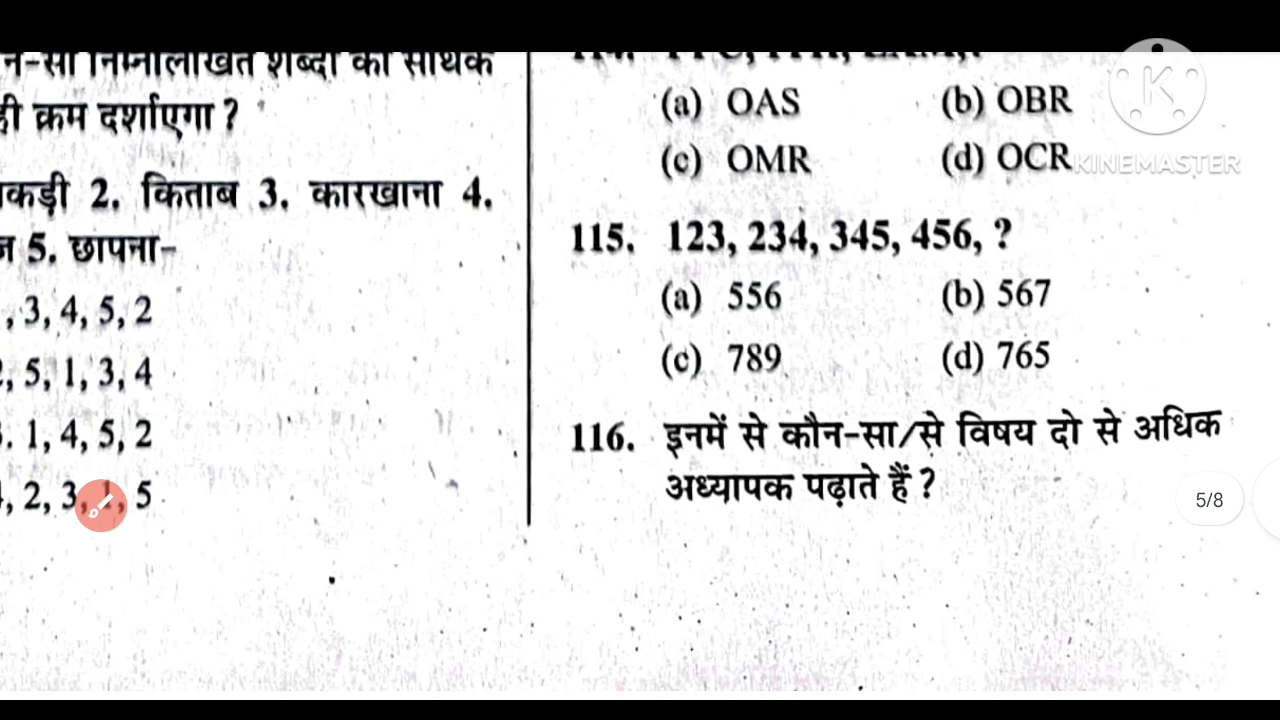 न-सा निम्नलिखित शब्दों का सार्थक
ही क्रम दर्शाएगा ?
कड़ी 2. किताब 3. कारखाना 4.
5. छापना-
, 3, 4, 5, 2
, 5, 1, 3, 4
. 1, 4, 5, 2
, 2, 3, 1, 5
(a) OAS (b) OBR
(c) OMR (d) OCR
115. 123, 234, 345, 456, ?
(a) 556 (b) 567
(c) 789 (d) 765
116. इनमें से कौन-सा/से विषय दो से अधिक
अध्यापक पढ़ाते हैं ?
K
KINEMASTER
5/8